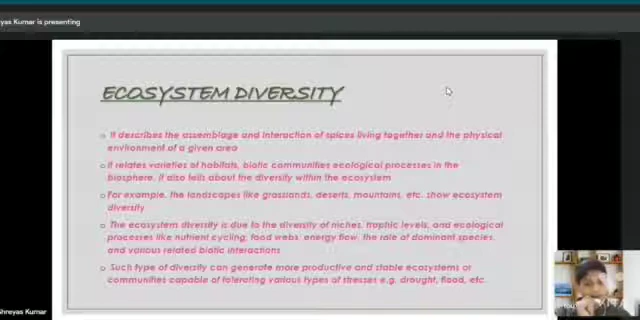 yas Kumar is presenting
ECOSYSTEM DIVERSITY
It describes the assemblage and interaction of spices living together and the physical
environment of a given area
It relates varieties of habitats, biotic communities ecological processes in the
biosphere. It also tells about the diversity within the ecosystem
For example, the landscapes like grasslands, deserts, mountains, etc. show ecosystem
diversity
The ecosystem diversity is due to the diversity of niches, trophic levels, and ecological
processes like nutrient cycling, food webs, energy flow, the role of dominant species,
and various related biotic interactions
Such type of diversity can generate more productive and stable ecosystems or
communities capable of tolerating various types of stresses e.g. drought, flood, etc.
Shreyas Kumar
You